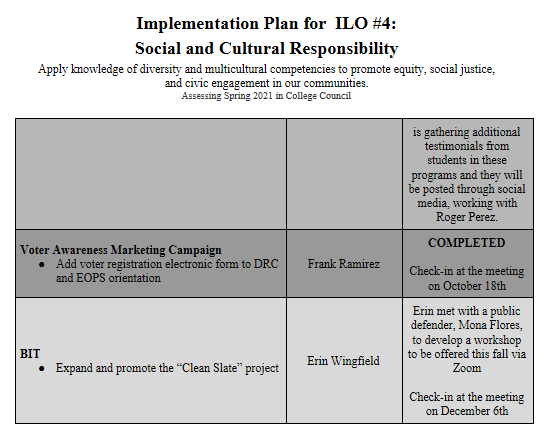 Implementation Plan for ILO #4:
Social and Cultural Responsibility
Apply knowledge of diversity and multicultural competencies to promote equity, social justice,
and civic engagement in our communities.
Assessing Spring 2021 in College Council
is gathering additional
testimonials from
students in these
programs and they will
be posted through social
media, working with
Roger Perez.
Voter Awareness Marketing Campaign
● Add voter registration electronic form to DRC
and EOPS orientation
Frank Ramirez
COMPLETED
Check-in at the meeting
on October 18th
BIT
● Expand and promote the “Clean Slate” project
Erin Wingfield
Erin met with a public
defender, Mona Flores,
to develop a workshop
to be offered this fall via
Zoom
Check-in at the meeting
on December 6th